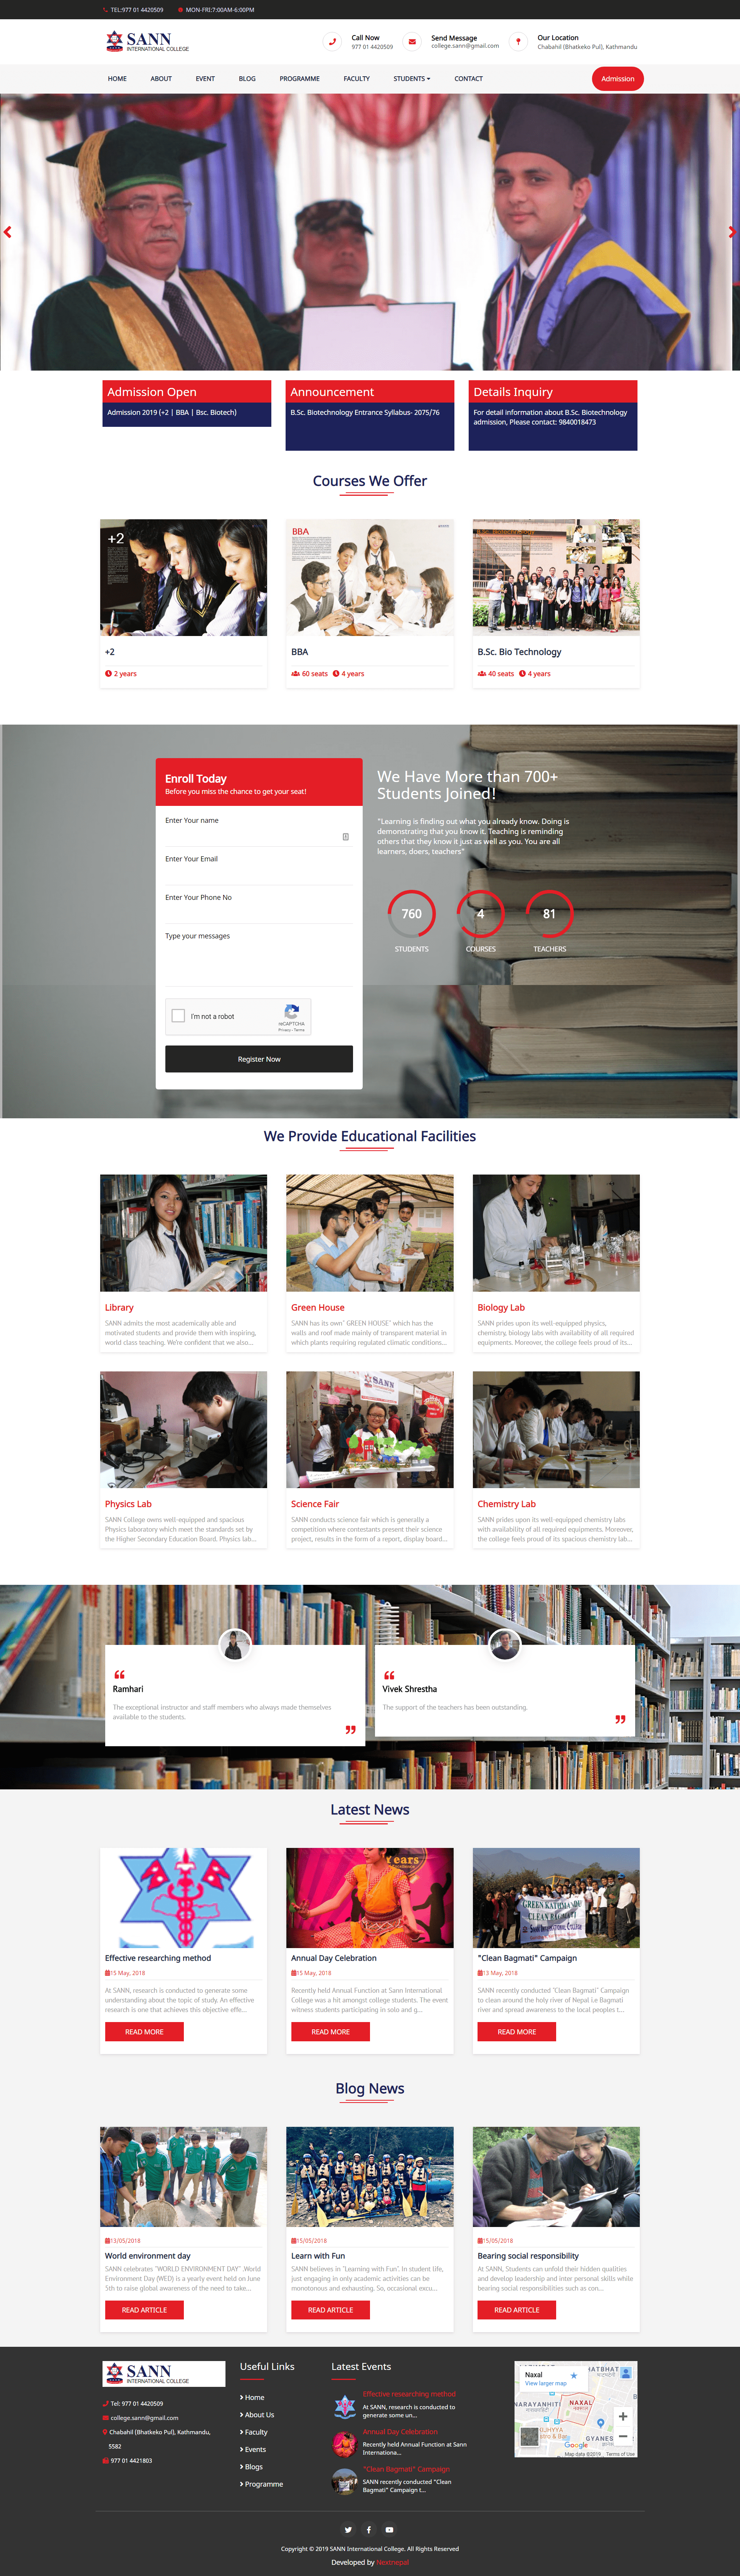 TEL:977 01 4420509 MON-FRI:7:00AM-6:00PM
SANN
INTERNATIONAL COLLEGE
Call Now
977 01 4420509
Send Message
college.sann@gmail.com
Our Location
Chabahil (Bhatkeko Pul), Kathmandu
HOME ABOUT EVENT BLOG PROGRAMME FACULTY STUDENTS CONTACT Admission
Admission Open
Admission 2019 (+2 | BBA | Bsc. Biotech)
Announcement
B.Sc. Biotechnology Entrance Syllabus- 2075/76
Details Inquiry
For detail information about B.Sc. Biotechnology
admission, Please contact: 9840018473
Courses We Offer
+2
BBA
+2
2 years
BBA
60 seats 4 years
B.Sc. Bio Technology
40 seats 4 years
Enroll Today
Before you miss the chance to get your seat!
Enter Your name
Enter Your Email
Enter Your Phone No
Type your messages
I'm not a robot
reCAPTCHA
Privacy - Terms
Register Now
We Have More than 700+
Students Joined!
"Learning is finding out what you already know. Doing is
demonstrating that you know it. Teaching is reminding
others that they know it just as well as you. You are all
learners, doers, teachers"
760 4 81
STUDENTS COURSES TEACHERS
We Provide Educational Facilities
Library
SANN admits the most academically able and
motivated students and provide them with inspiring,
world class teaching. We're confident that we also...
Green House
SANN has its own" GREEN HOUSE" which has the
walls and roof made mainly of transparent material in
which plants requiring regulated climatic conditions...
Biology Lab
SANN prides upon its well-equipped physics,
chemistry, biology labs with availability of all required
equipments. Moreover, the college feels proud of its...
SANN
Physics Lab
SANN College owns well-equipped and spacious
Physics laboratory which meet the standards set by
the Higher Secondary Education Board. Physics lab...
Science Fair
SANN conducts science fair which is generally a
competition where contestants present their science
project, results in the form of a report, display board...
Chemistry Lab
SANN prides upon its well-equipped chemistry labs
with availability of all required equipments. Moreover,
the college feels proud of its spacious chemistry lab...
Ramhari
The exceptional instructor and staff members who always made themselves
available to the students.
Vivek Shrestha
The support of the teachers has been outstanding.
Latest News
GREEN KATHMANDU
CLEAN BAGMATI
Effective researching method
15 May, 2018
At SANN, research is conducted to generate some
understanding about the topic of study. An effective
research is one that achieves this objective effe...
READ MORE
Annual Day Celebration
15 May, 2018
Recently held Annual Function at Sann International
College was a hit amongst college students. The event
witness students participating in solo and g...
READ MORE
"Clean Bagmati" Campaign
13 May, 2018
SANN recently conducted "Clean Bagmati" Campaign
to clean around the holy river of Nepal i.e Bagmati
river and spread awareness to the local peoples t...
READ MORE
Blog News
13/05/2018
World environment day
SANN celebrates "WORLD ENVIRONMENT DAY" .World
Environment Day (WED) is a yearly event held on June
5th to raise global awareness of the need to take...
READ ARTICLE
15/05/2018
Learn with Fun
SANN believes in "Learning with Fun". In student life,
just engaging in only academic activities can be
monotonous and exhausting. So, occasional excu...
READ ARTICLE
15/05/2018
Bearing social responsibility
At SANN, Students can unfold their hidden qualities
and develop leadership and inter personal skills while
bearing social responsibilities such as con...
READ ARTICLE
SANN
INTERNATIONAL COLLEGE
Tel: 977 01 4420509
college.sann@gmail.com
Chabahil (Bhatkeko Pul), Kathmandu,
5582
977 01 4421803
Useful Links
Home
About Us
Faculty
Events
Blogs
Programme
Latest Events
Effective researching method
At SANN, research is conducted to
generate some un...
Annual Day Celebration
Recently held Annual Function at Sann
Internationa...
"Clean Bagmati" Campaign
SANN recently conducted "Clean
Bagmati" Campaign t...
Naxal
View larger map
HATBHAT
NARAYANHITI
NAXAL
GYANES
Google
Map data ©2019 Terms of Use
Copyright © 2019 SANN International College. All Rights Reserved
Developed by Nextnepal